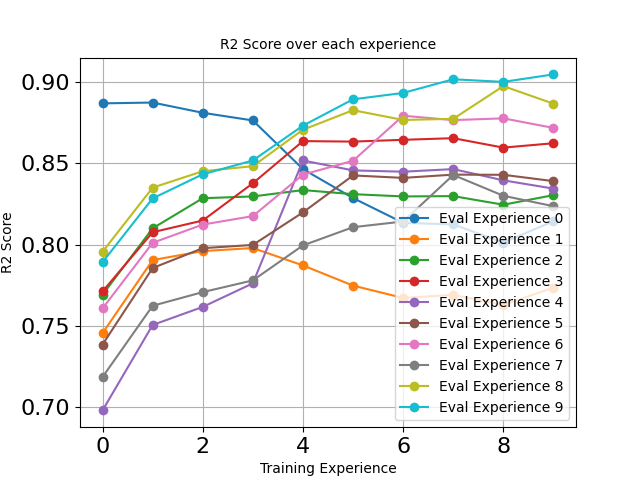 R2 Score over each experience
0.90
0.85
0.80
0.75
0.70
R2 Score
0 2 4 6 8
Training Experience
Eval Experience 0
Eval Experience 1
Eval Experience 2
Eval Experience 3
Eval Experience 4
Eval Experience 5
Eval Experience 6
Eval Experience 7
Eval Experience 8
Eval Experience 9